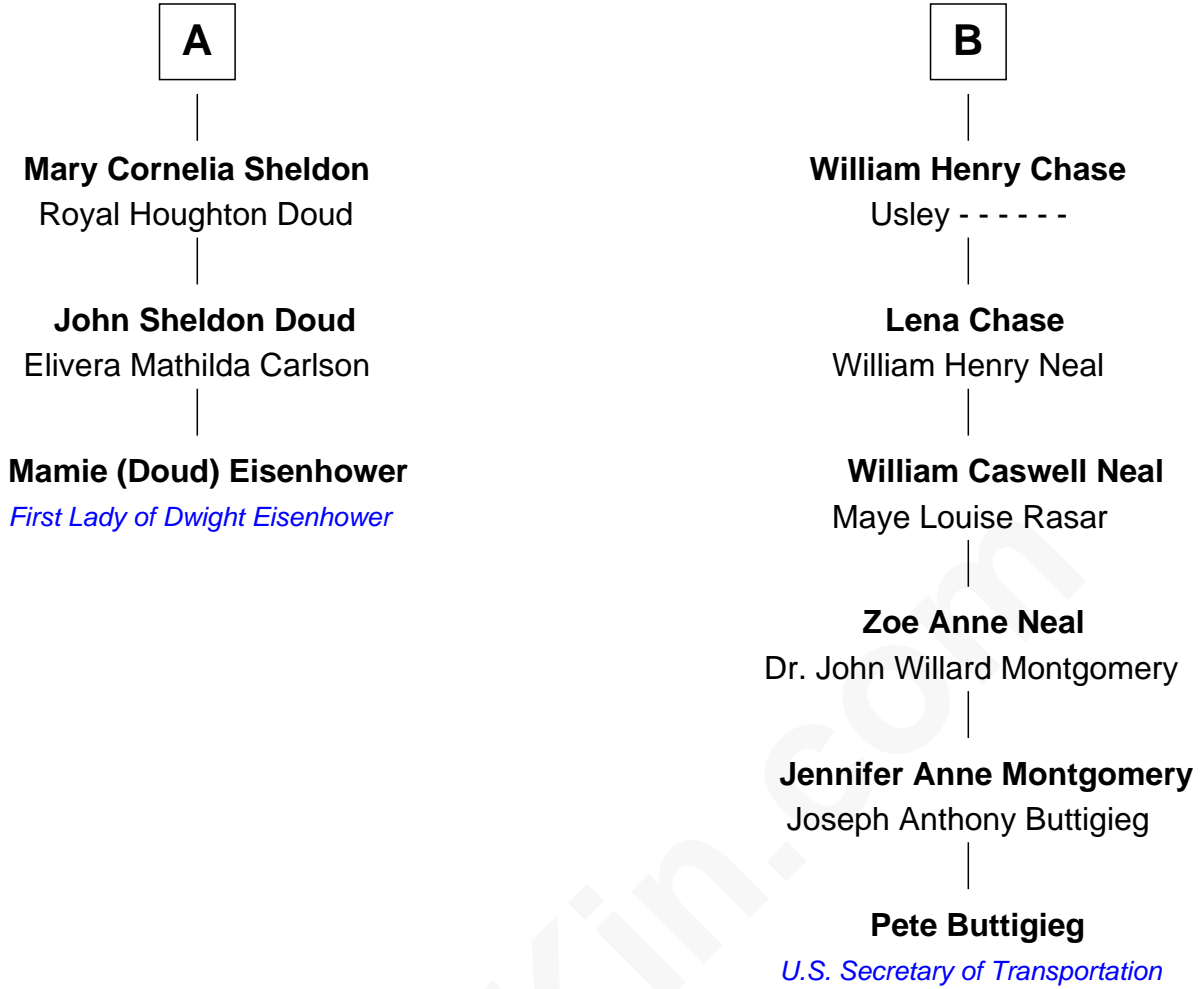 A
Mary Cornelia Sheldon
Royal Houghton Doud
John Sheldon Doud
Elivera Mathilda Carlson
Mamie (Doud) Eisenhower
First Lady of Dwight Eisenhower
B
William Henry Chase
Usley - - - - - -
Lena Chase
William Henry Neal
William Caswell Neal
Maye Louise Rasar
Zoe Anne Neal
Dr. John Willard Montgomery
Jennifer Anne Montgomery
Joseph Anthony Buttigieg
Pete Buttigieg
U.S. Secretary of Transportation
Kin.com